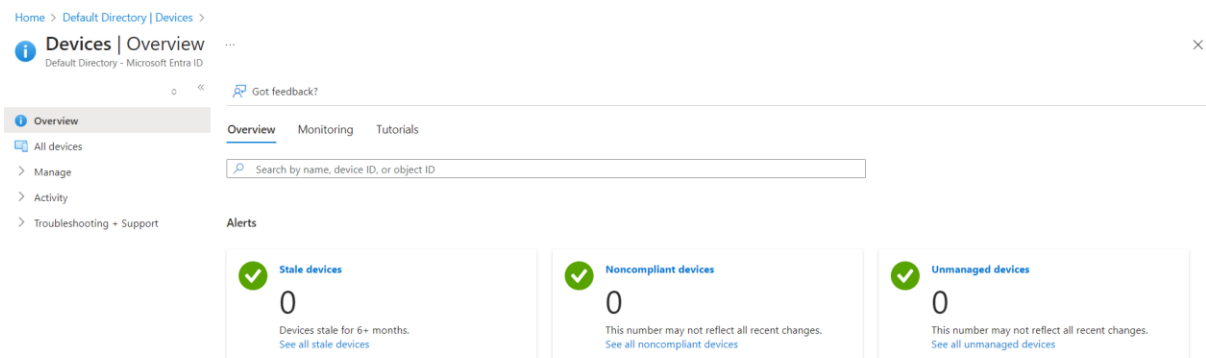 Home > Default Directory | Devices >
Devices | Overview ...
Default Directory - Microsoft Entra ID
Got feedback?
Overview
All devices
Manage
Activity
Troubleshooting + Support
Overview Monitoring Tutorials
Search by name, device ID, or object ID
Alerts
Stale devices
0
Devices stale for 6+ months.
See all stale devices
Noncompliant devices
0
This number may not reflect all recent changes.
See all noncompliant devices
Unmanaged devices
0
This number may not reflect all recent changes.
See all unmanaged devices